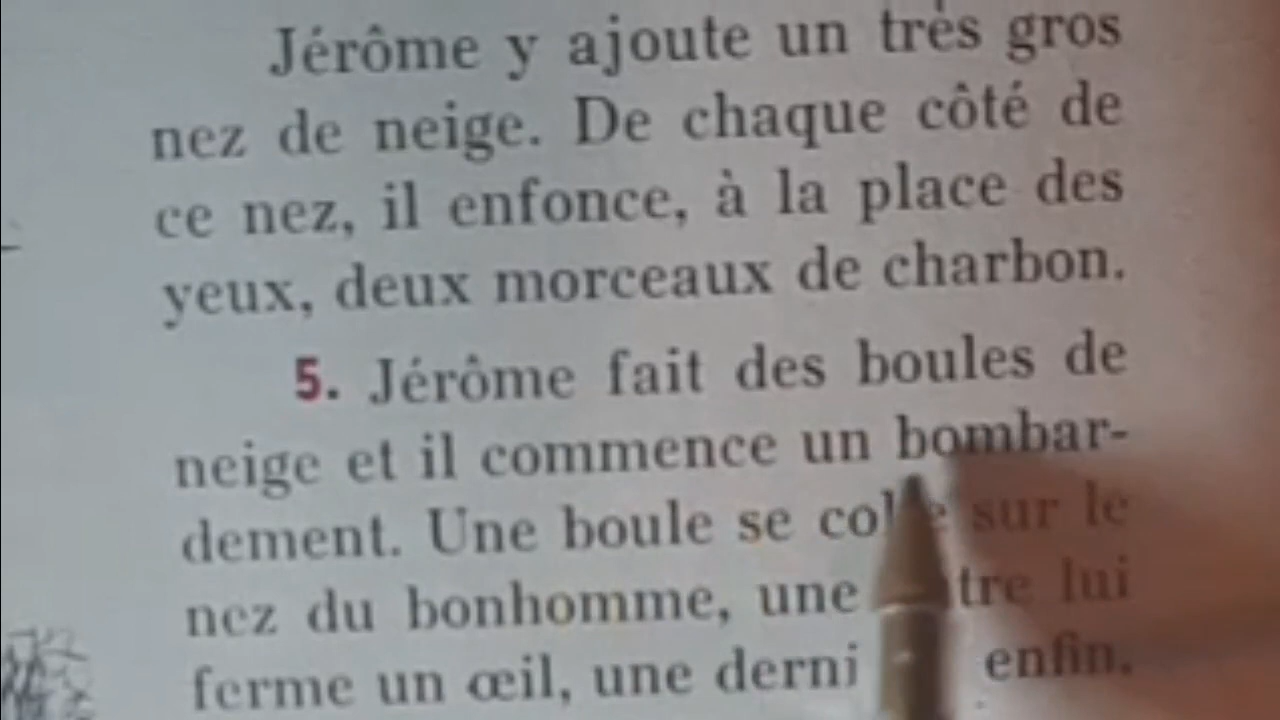 Jérôme y ajoute un très gros
nez de neige. De chaque côté de
ce nez, il enfonce, à la place des
yeux, deux morceaux de charbon.
5. Jérôme fait des boules de
neige et il commence un bombar-
dement. Une boule se colle sur le
nez du bonhomme, une lui
ferme un œil, une enfin.